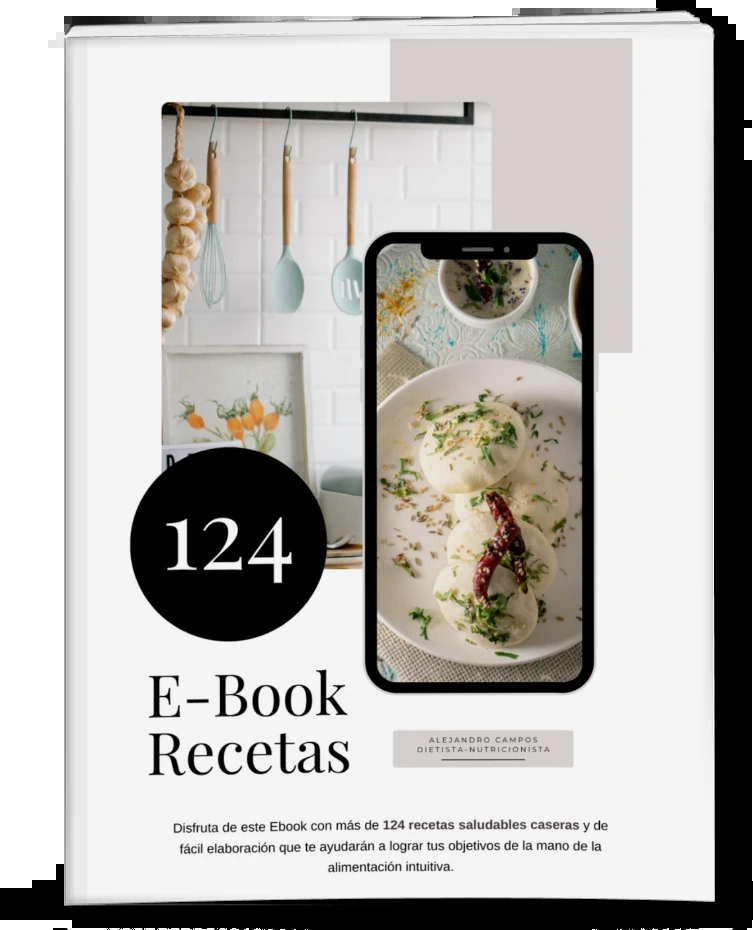 124
E-Book
Recetas
ALEJANDRO CAMPOS
DIETISTA-NUTRICIONISTA
Disfruta de este Ebook con más de 124 recetas saludables caseras y de
fácil elaboración que te ayudarán a lograr tus objetivos de la mano de la
alimentación intuitiva.